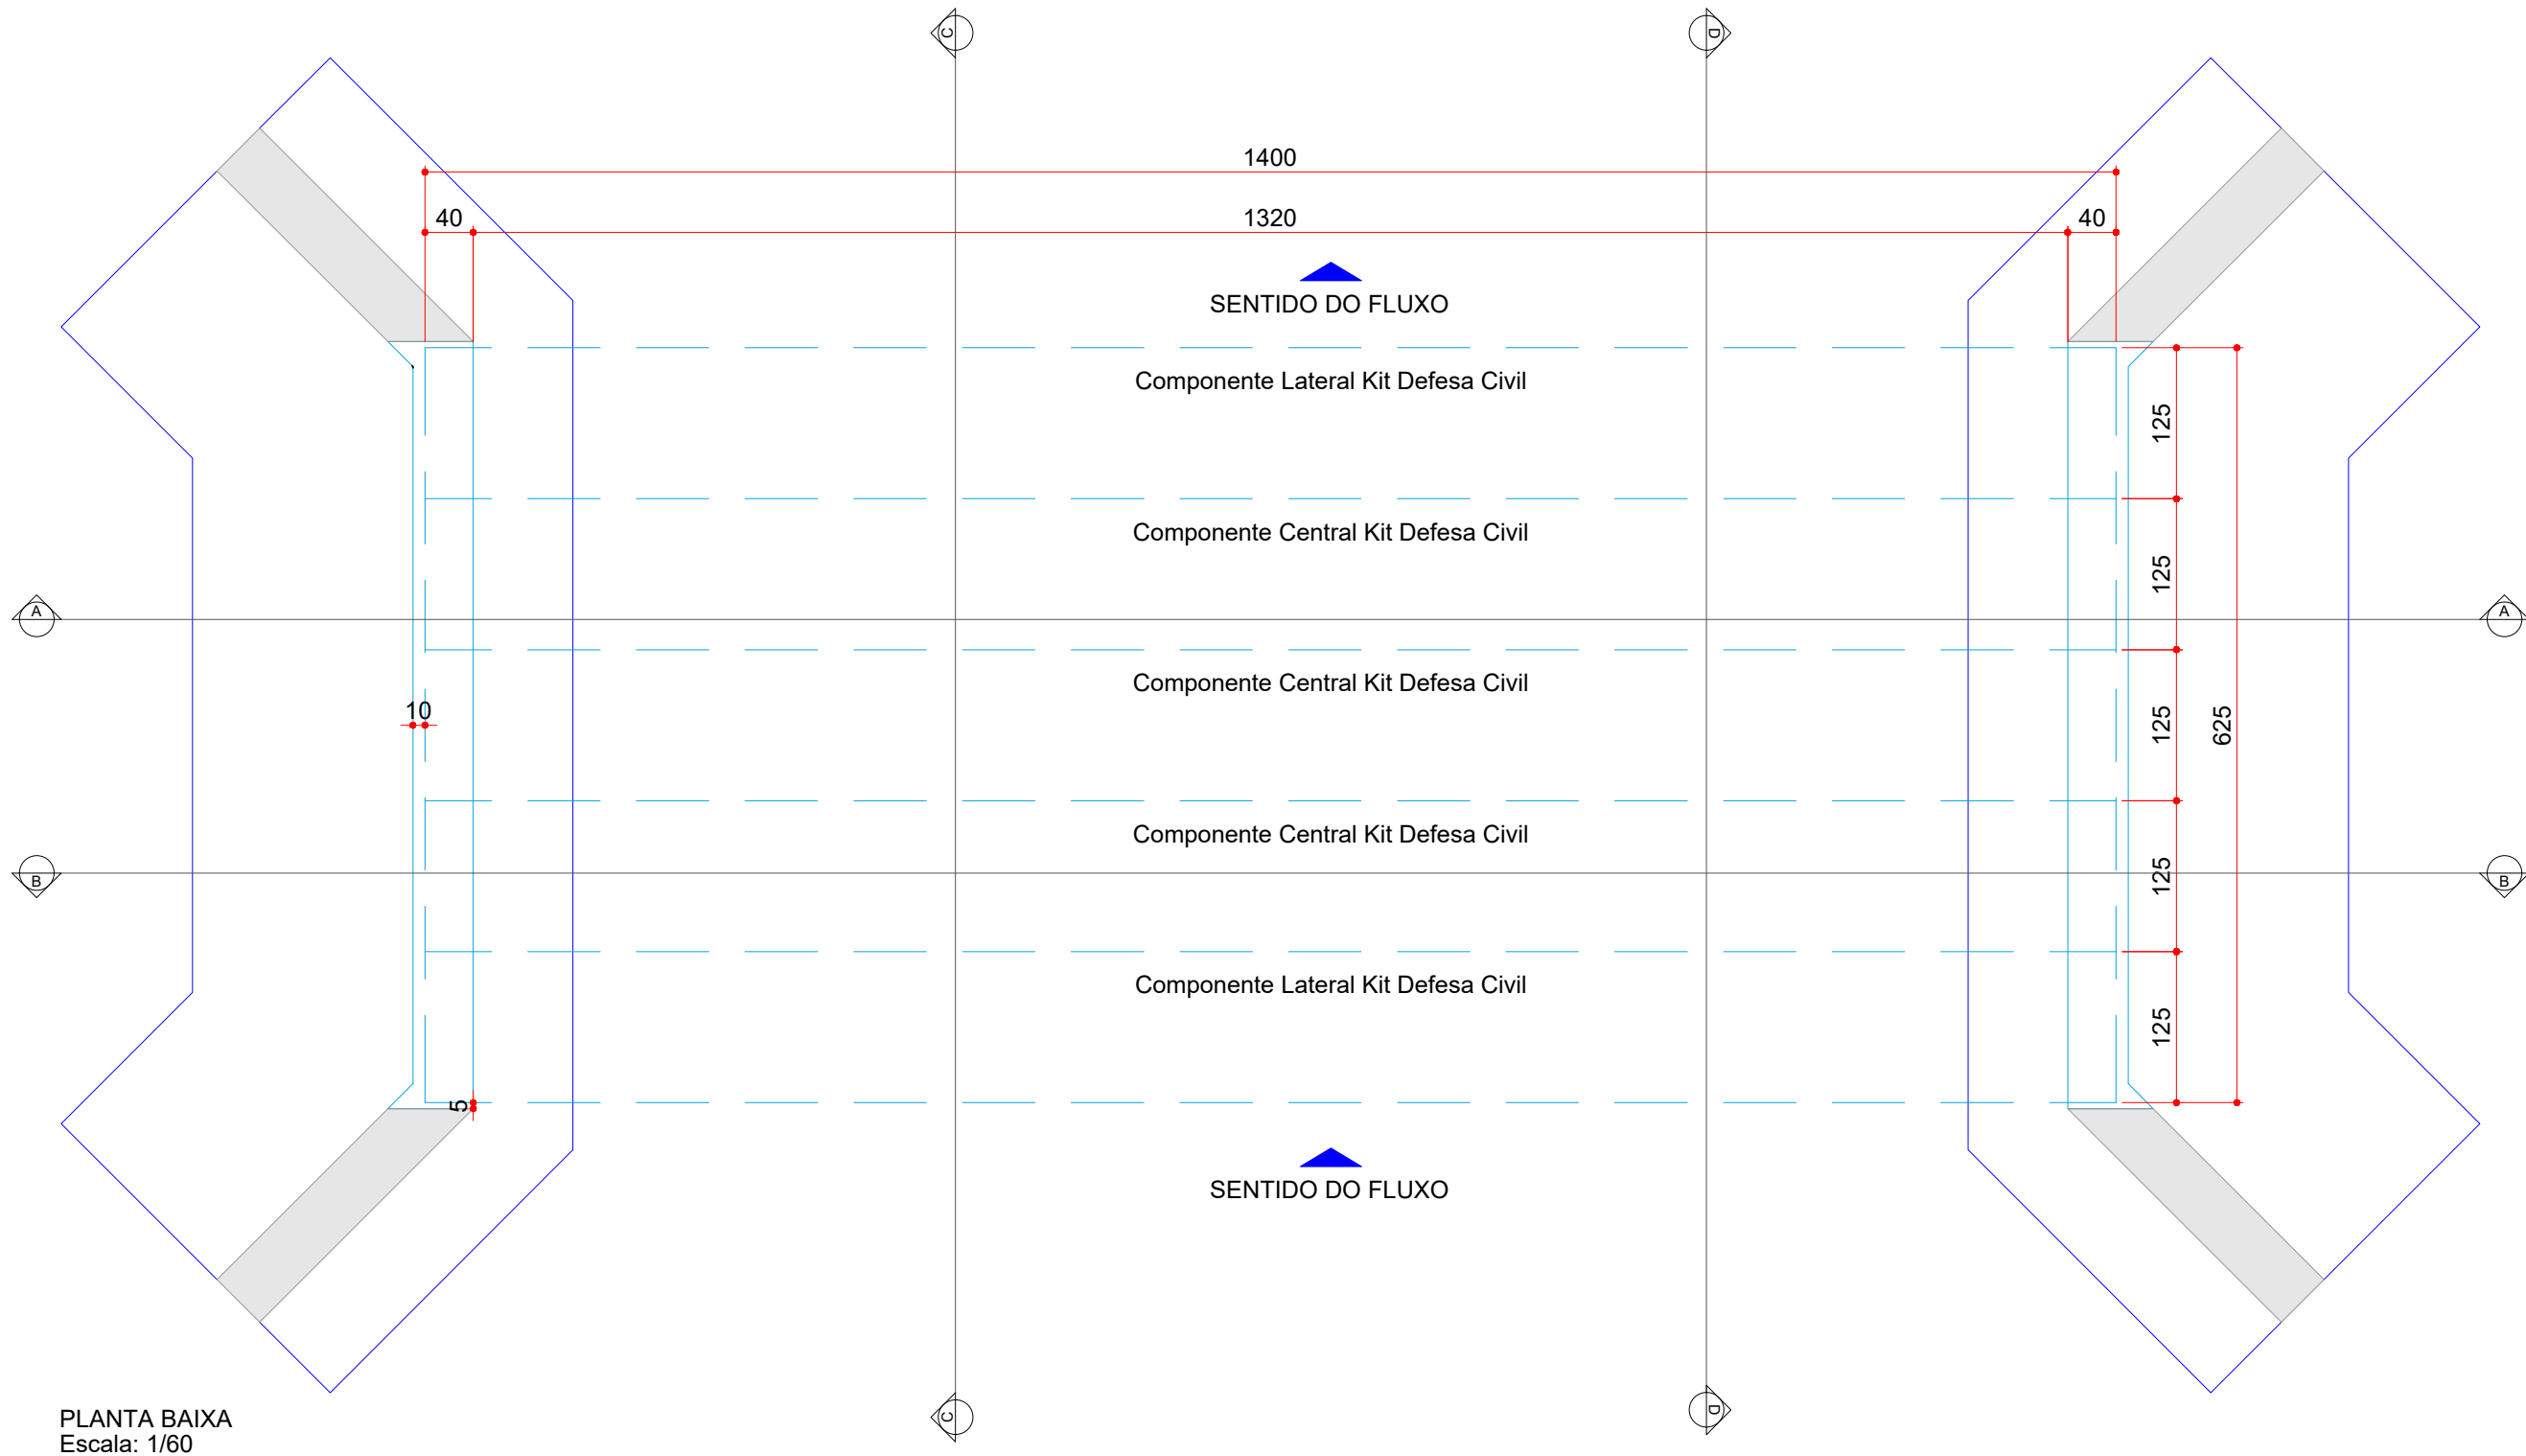 C
D
1400
40
1320
40
SENTIDO DO FLUXO
Componente Lateral Kit Defesa Civil
125
Componente Central Kit Defesa Civil
125
A
A
Componente Central Kit Defesa Civil
10
125
625
Componente Central Kit Defesa Civil
125
B
B
Componente Lateral Kit Defesa Civil
125
5
SENTIDO DO FLUXO
C
D
PLANTA BAIXA
Escala: 1/60